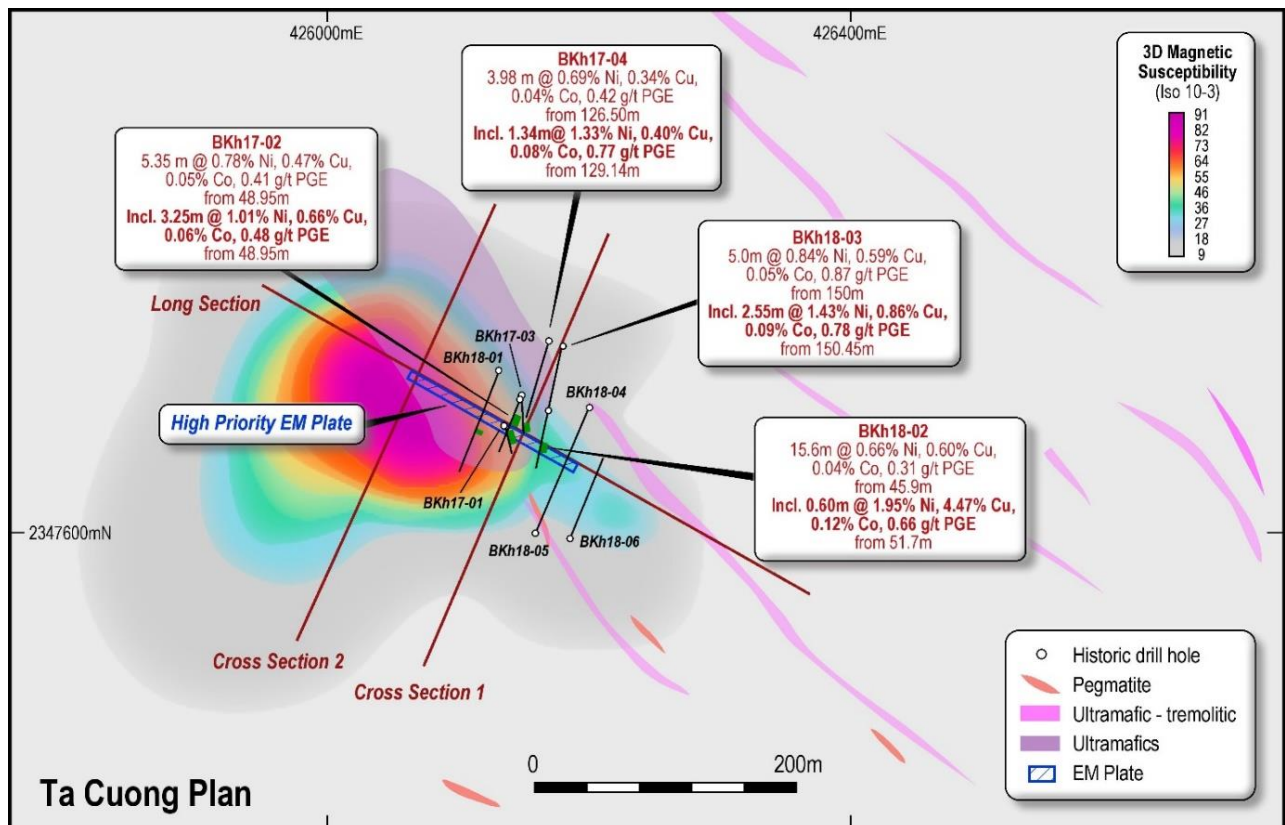 426000mE
426400mE
BKh17-04
3.98 m @ 0.69% Ni, 0.34% Cu,
0.04% Co, 0.42 g/t PGE
from 126.50m
Incl. 1.34m@ 1.33% Ni, 0.40% Cu,
0.08% Co, 0.77 g/t PGE
from 129.14m
3D Magnetic
Susceptibility
(Iso 10-3)
91
82
73
64
55
46
36
27
18
9
BKh17-02
5.35 m @ 0.78% Ni, 0.47% Cu,
0.05% Co, 0.41 g/t PGE
from 48.95m
Incl. 3.25m @ 1.01% Ni, 0.66% Cu,
0.06% Co, 0.48 g/t PGE
from 48.95m
BKh18-03
5.0m @ 0.84% Ni, 0.59% Cu,
0.05% Co, 0.87 g/t PGE
from 150m
Incl. 2.55m @ 1.43% Ni, 0.86% Cu,
0.09% Co, 0.78 g/t PGE
from 150.45m
Long Section
BKh17-03
BKh18-01
BKh18-04
High Priority EM Plate
BKh17-01
BKh18-02
15.6m @ 0.66% Ni, 0.60% Cu,
0.04% Co, 0.31 g/t PGE
from 45.9m
Incl. 0.60m @ 1.95% Ni, 4.47% Cu,
0.12% Co, 0.66 g/t PGE
from 51.7m
2347600mN
BKh18-05
BKh18-06
Cross Section 2
Cross Section 1
Historic drill hole
Pegmatite
Ultramafic - tremolitic
Ultramafics
EM Plate
0
200m
Ta Cuong Plan